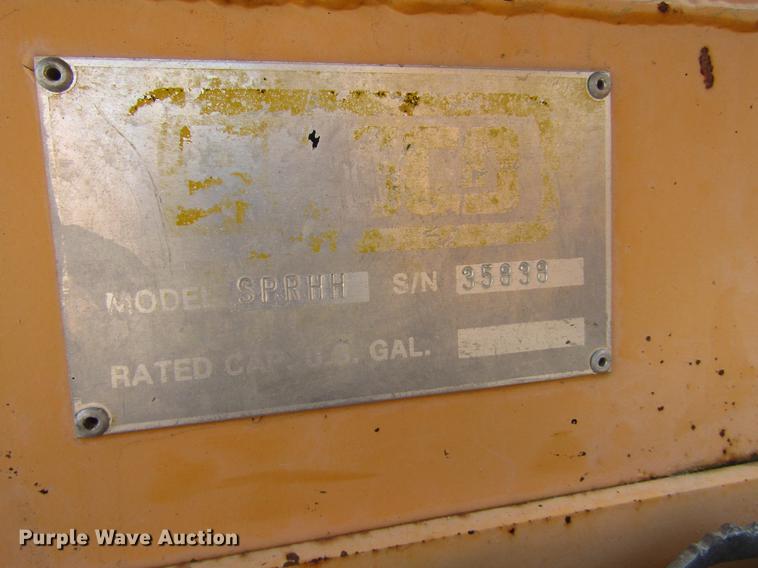 MODEL SPRHH S/N 35838
RATED CAP. U.S. GAL.
Purple Wave Auction®